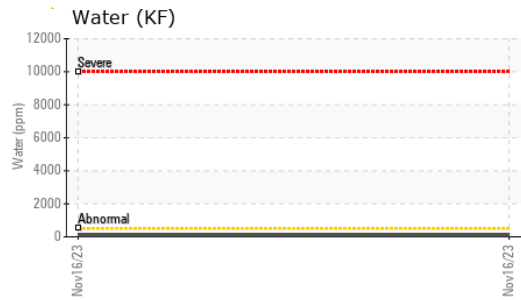 Water (KF)
12000
10000
8000
6000
4000
2000
0
Water (ppm)
Severe
Abnormal
Nov16/23
Nov16/23